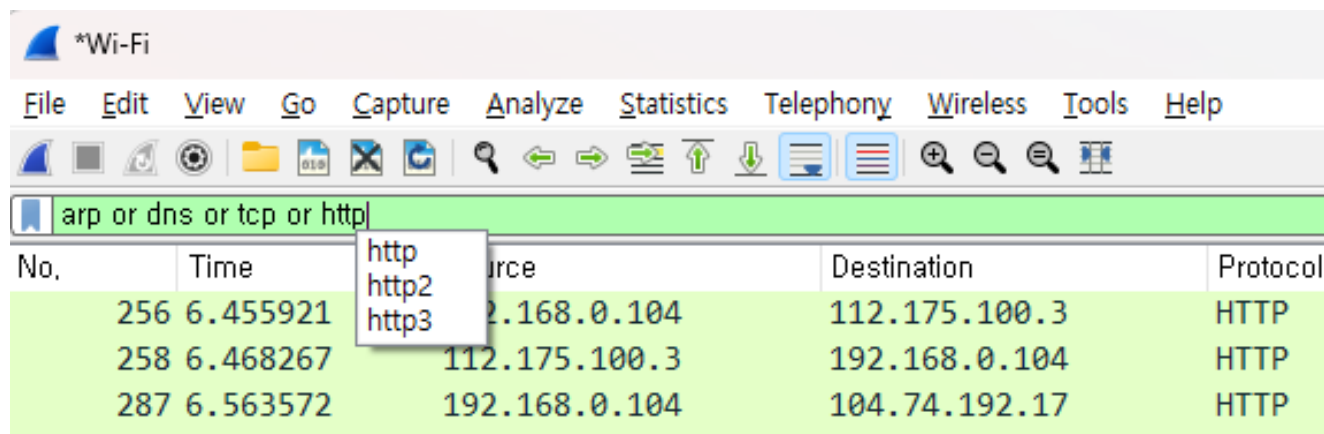 *Wi-Fi
File Edit View Go Capture Analyze Statistics Telephony Wireless Tools Help
arp or dns or tcp or http
http
http2
http3
No. Time urce Destination Protocol
256 6.455921 2.168.0.104 112.175.100.3 HTTP
258 6.468267 112.175.100.3 192.168.0.104 HTTP
287 6.563572 192.168.0.104 104.74.192.17 HTTP